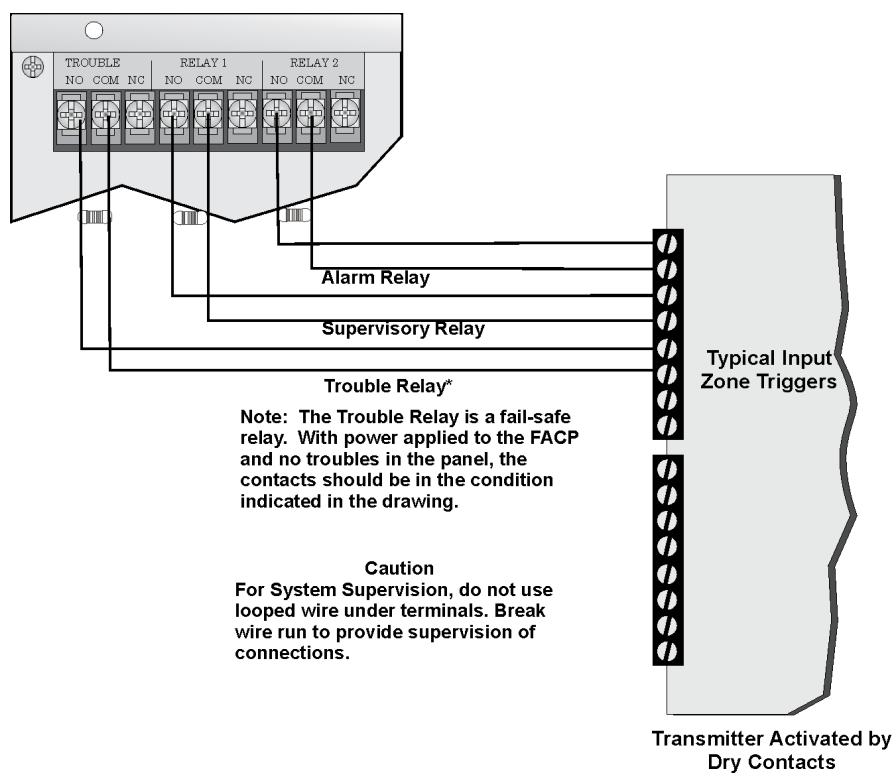 TROUBLE RELAY 1 RELAY 2
NO COM NC NO COM NC NO COM NC
Alarm Relay
Supervisory Relay
Trouble Relay*
Note: The Trouble Relay is a fail-safe
relay. With power applied to the FACP
and no troubles in the panel, the
contacts should be in the condition
indicated in the drawing.
Typical Input
Zone Triggers
Caution
For System Supervision, do not use
looped wire under terminals. Break
wire run to provide supervision of
connections.
Transmitter Activated by
Dry Contacts